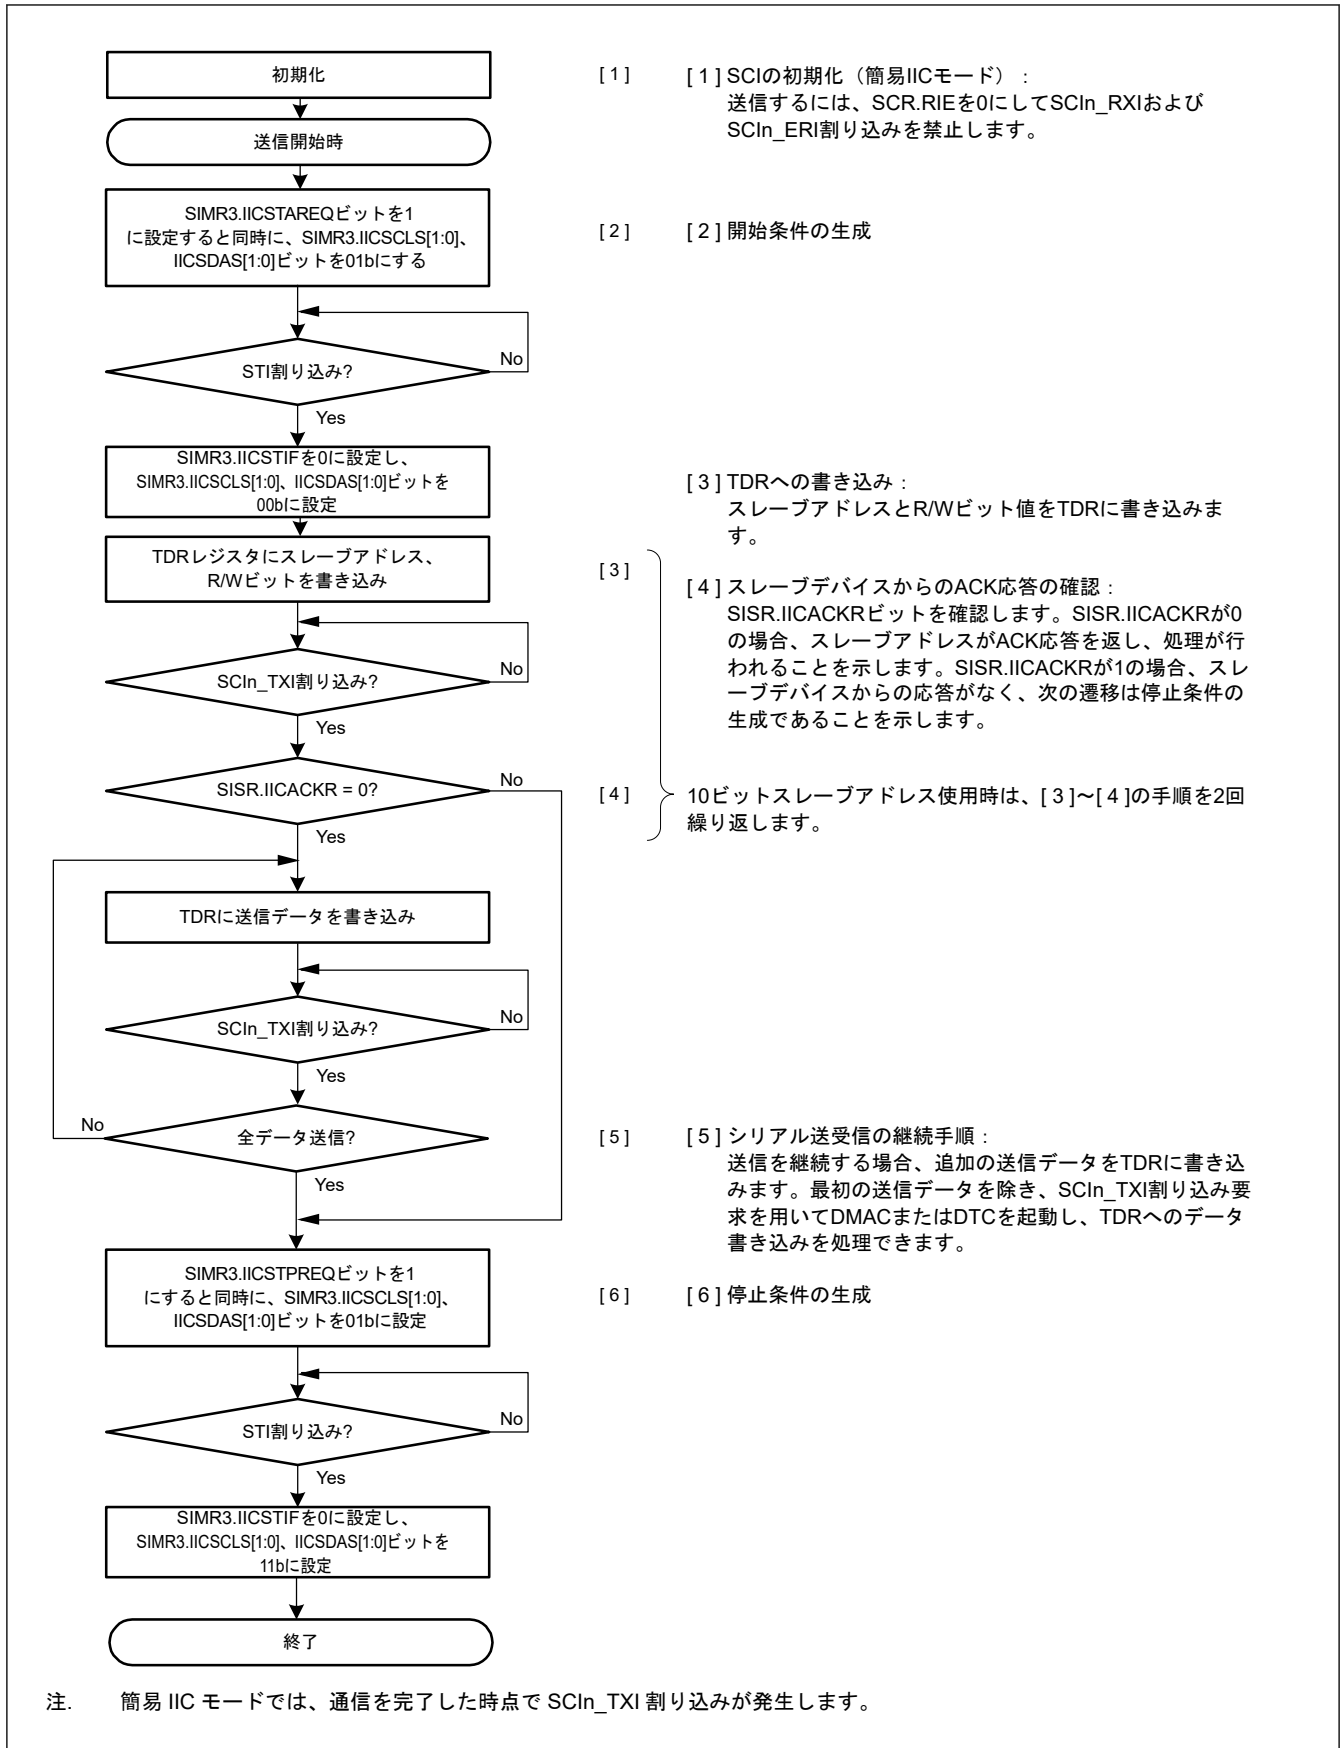 初期化
[ 1 ]
[ 1 ] SCIの初期化（簡易IICモード）：
送信するには、SCR.RIEを0にしてSCIn_RXIおよび
SCIn_ERI割り込みを禁止します。
送信開始時
SIMR3.IICSTAREQビットを1
に設定すると同時に、SIMR3.IICSCLS[1:0]、
IICSDAS[1:0]ビットを01bにする
[ 2 ]
[ 2 ] 開始条件の生成
STI割り込み?
No
Yes
SIMR3.IICSTIFを0に設定し、
SIMR3.IICSCLS[1:0]、IICSDAS[1:0]ビットを
00bに設定
[ 3 ] TDRへの書き込み：
スレーブアドレスとR/Wビット値をTDRに書き込みま
す。
TDRレジスタにスレーブアドレス、
R/Wビットを書き込み
[ 3 ]
[ 4 ] スレーブデバイスからのACK応答の確認：
SISR.IICACKRビットを確認します。SISR.IICACKRが0
の場合、スレーブアドレスがACK応答を返し、処理が行
われることを示します。SISR.IICACKRが1の場合、スレ
ーブデバイスからの応答がなく、次の遷移は停止条件の
生成であることを示します。
SCIn_TXI割り込み?
No
Yes
SISR.IICACKR = 0?
No
[ 4 ]
10ビットスレーブアドレス使用時は、[ 3 ]～[ 4 ]の手順を2回
繰り返します。
Yes
TDRに送信データを書き込み
SCIn_TXI割り込み?
No
Yes
No
全データ送信?
[ 5 ]
[ 5 ] シリアル送受信の継続手順：
送信を継続する場合、追加の送信データをTDRに書き込
みます。最初の送信データを除き、SCIn_TXI割り込み要
求を用いてDMACまたはDTCを起動し、TDRへのデータ
書き込みを処理できます。
Yes
SIMR3.IICSTPREQビットを1
にすると同時に、SIMR3.IICSCLS[1:0]、
IICSDAS[1:0]ビットを01bに設定
[ 6 ]
[ 6 ] 停止条件の生成
STI割り込み?
No
Yes
SIMR3.IICSTIFを0に設定し、
SIMR3.IICSCLS[1:0]、IICSDAS[1:0]ビットを
11bに設定
終了
注. 簡易 IIC モードでは、通信を完了した時点で SCIn_TXI 割り込みが発生します。